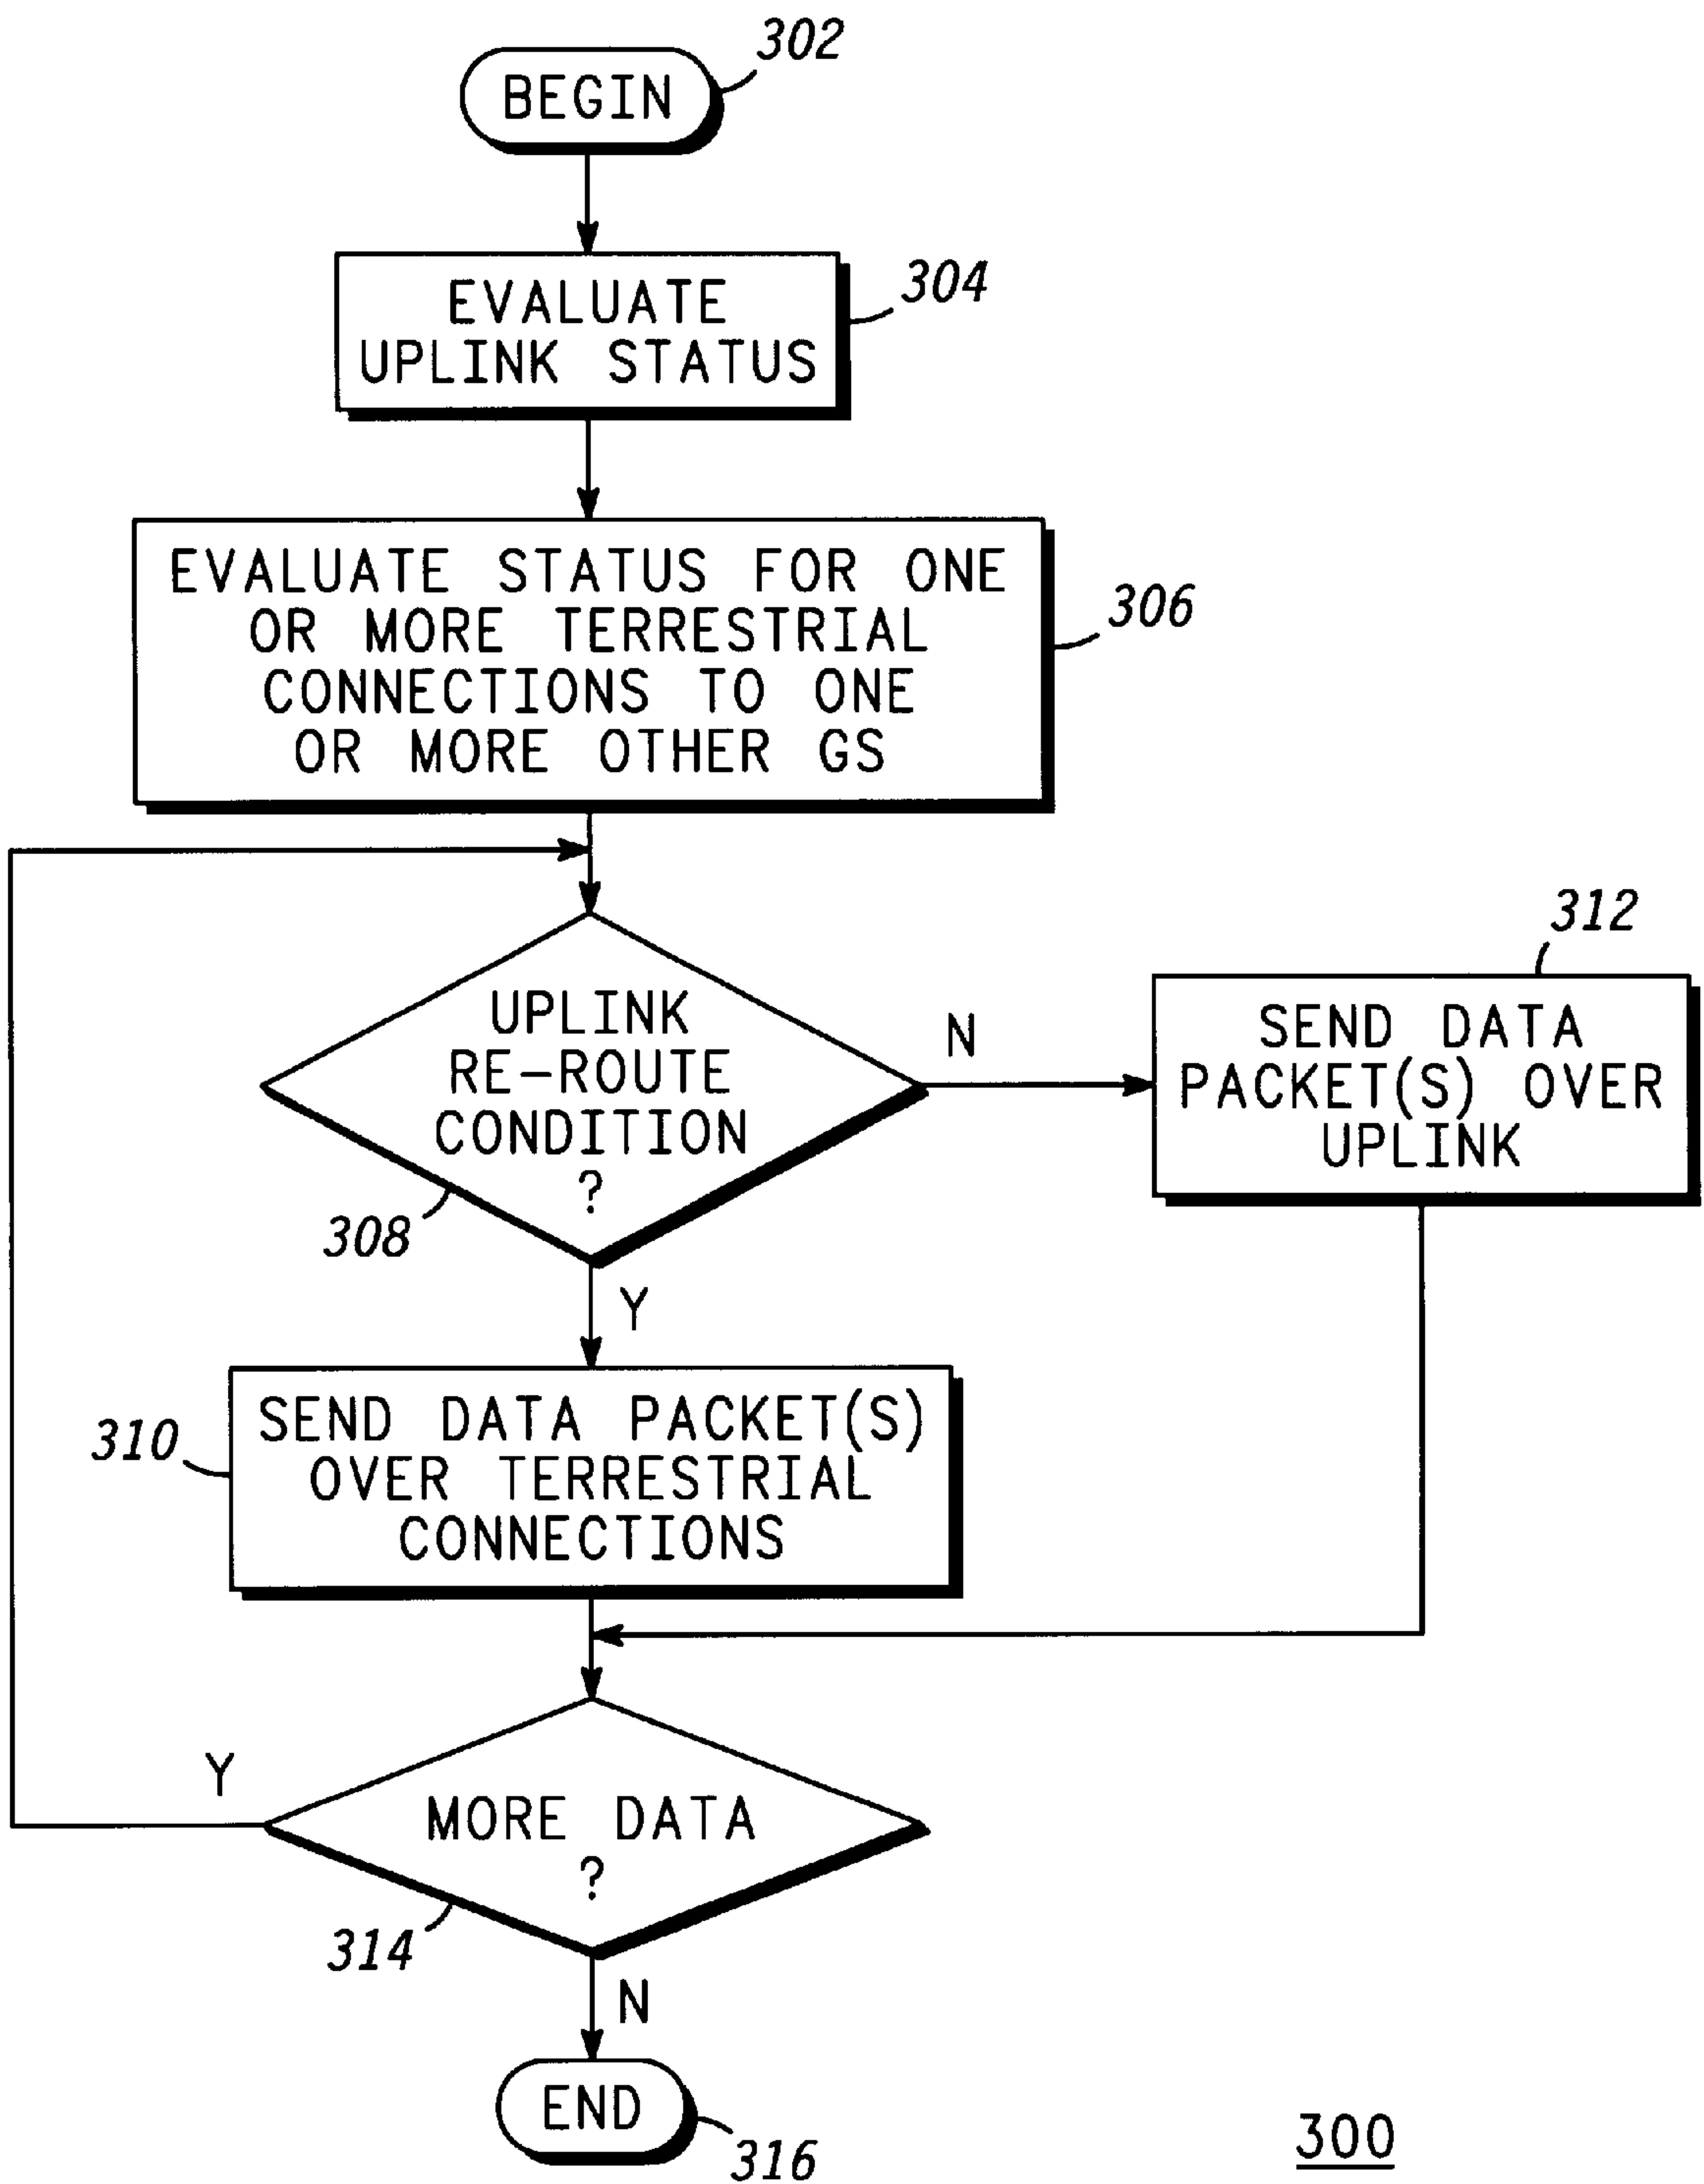 302
BEGIN
304
EVALUATE
UPLINK STATUS
EVALUATE STATUS FOR ONE
OR MORE TERRESTRIAL
CONNECTIONS TO ONE
OR MORE OTHER GS
306
312
UPLINK
RE-ROUTE
CONDITION
?
308
N
SEND DATA
PACKET(S) OVER
UPLINK
Y
310
SEND DATA PACKET(S)
OVER TERRESTRIAL
CONNECTIONS
Y
MORE DATA
?
314
N
END
316
300